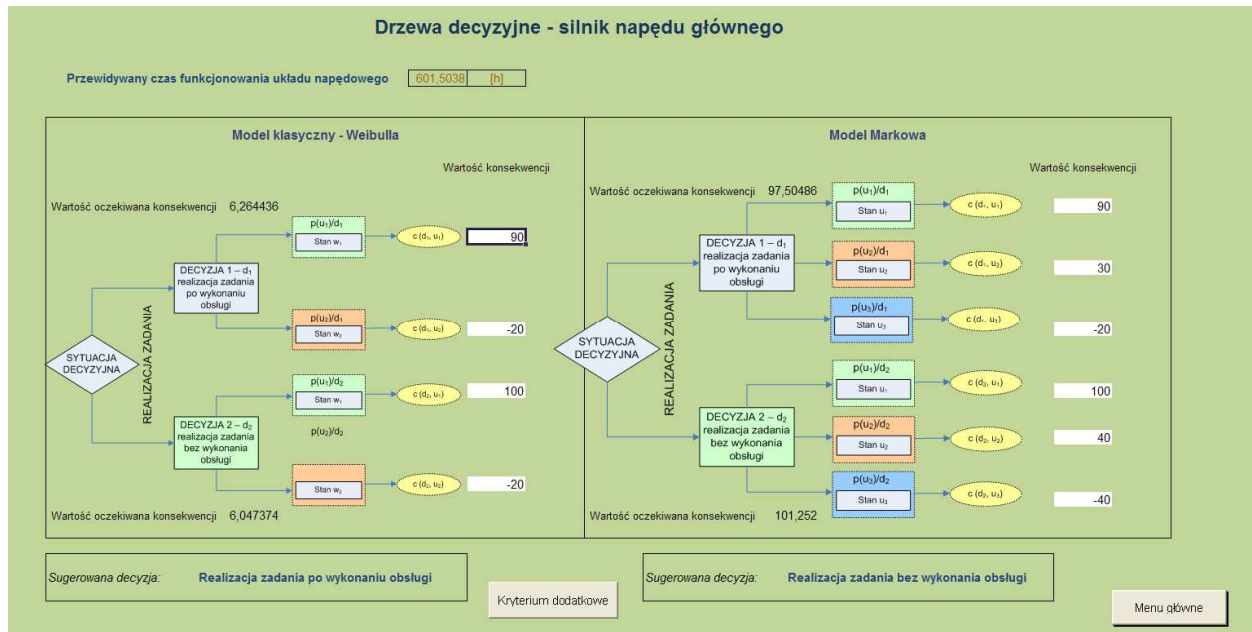 Drzewa decyzyjne - silnik napędu głównego
Przewidywany czas funkcjonowania układu napędowego 601,5038 [h]
Model klasyczny - Weibulla
Wartość konsekwencji
Wartość oczekiwana konsekwencji 6,264436
p(u₁)/d₁
Stan w₁
c (d₁, u₁)
90
DECYZJA 1 – d₁
realizacja zadania
po wykonaniu
obsługi
p(u₂)/d₁
Stan w₂
c (d₁, u₂)
-20
SYTUACJA
DECYZYJNA
REALIZACJA ZADANIA
p(u₁)/d₂
Stan w₁
c (d₂, u₁)
100
DECYZJA 2 – d₂
realizacja zadania
bez wykonania
obsługi
p(u₂)/d₂
Stan w₂
c (d₂, u₂)
-20
Wartość oczekiwana konsekwencji 6,047374
Model Markowa
Wartość konsekwencji
Wartość oczekiwana konsekwencji 97,50486
p(u₁)/d₁
Stan u₁
c (d₁, u₁)
90
DECYZJA 1 – d₁
realizacja zadania
po wykonaniu
obsługi
p(u₂)/d₁
Stan u₂
c (d₁, u₂)
30
p(u₃)/d₁
Stan u₃
c (d₁, u₃)
-20
SYTUACJA
DECYZYJNA
REALIZACJA ZADANIA
p(u₁)/d₂
Stan u₁
c (d₂, u₁)
100
DECYZJA 2 – d₂
realizacja zadania
bez wykonania
obsługi
p(u₂)/d₂
Stan u₂
c (d₂, u₂)
40
p(u₃)/d₂
Stan u₃
c (d₂, u₃)
-40
Wartość oczekiwana konsekwencji 101,252
Sugerowana decyzja: Realizacja zadania po wykonaniu obsługi
Kryterium dodatkowe
Sugerowana decyzja: Realizacja zadania bez wykonania obsługi
Menu główne